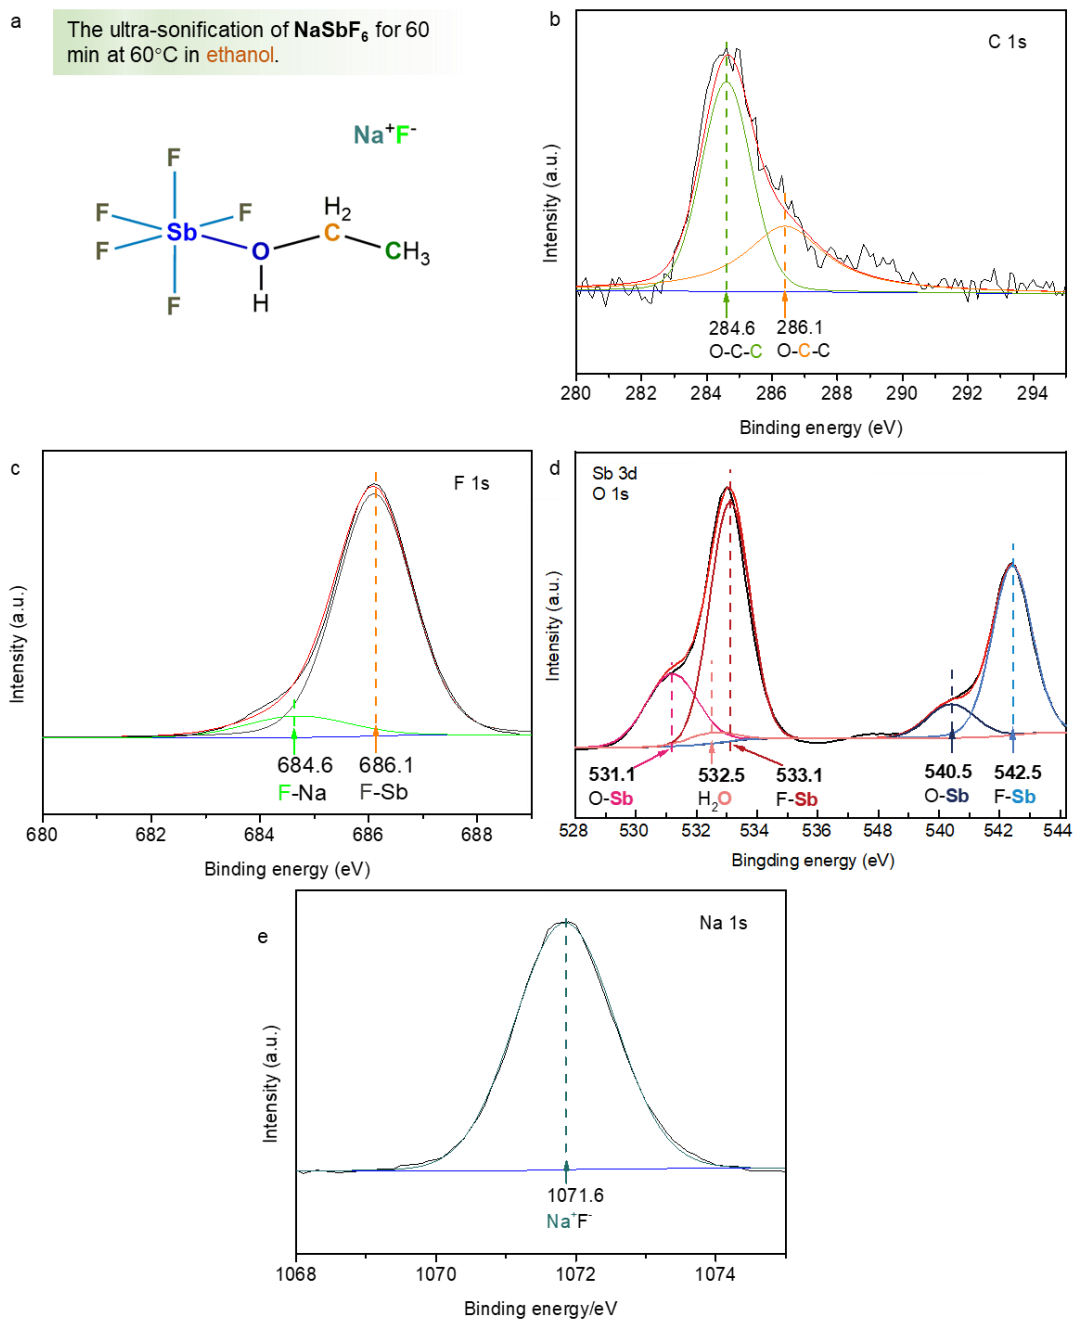 a
The ultra-sonification of NaSbF6 for 60
min at 60°C in ethanol.
Na+F-
F
F
F
Sb
F
F
O
H
H2
C
CH3
b
C 1s
Intensity (a.u.)
284.6
286.1
O-C-C
O-C-C
280 282 284 286 288 290 292 294
Binding energy (eV)
c
F 1s
Intensity (a.u.)
684.6
686.1
F-Na
F-Sb
680 682 684 686 688
Binding energy (eV)
d
Sb 3d
O 1s
Intensity (a.u.)
531.1
532.5
533.1
540.5
542.5
O-Sb
H2O
F-Sb
O-Sb
F-Sb
528 530 532 534 536 548 540 542 544
Bingding energy (eV)
e
Na 1s
Intensity (a.u.)
1071.6
Na+F-
1068 1070 1072 1074
Binding energy/eV